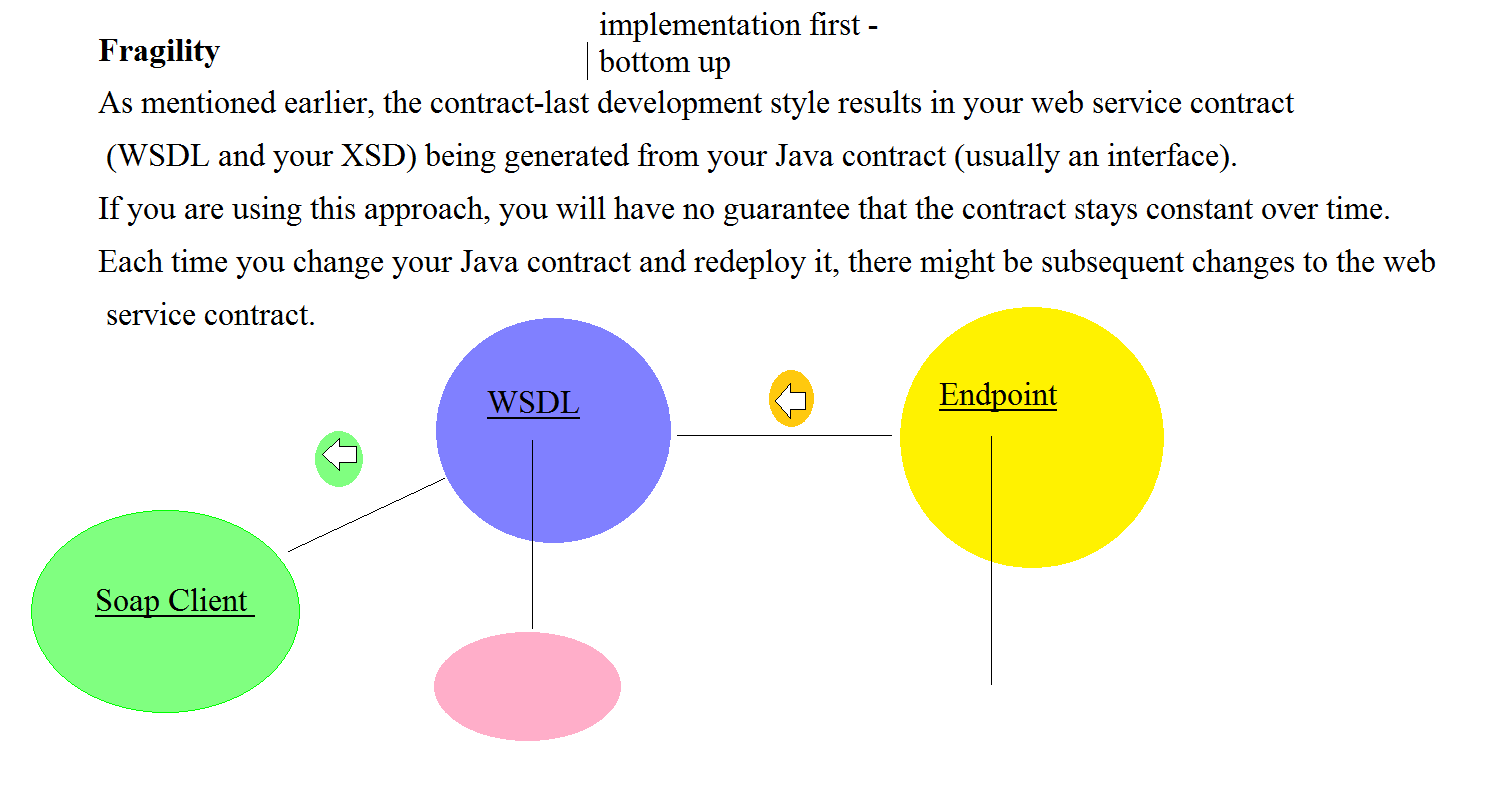 implementation first -
bottom up
Fragility
As mentioned earlier, the contract-last development style results in your web service contract
(WSDL and your XSD) being generated from your Java contract (usually an interface).
If you are using this approach, you will have no guarantee that the contract stays constant over time.
Each time you change your Java contract and redeploy it, there might be subsequent changes to the web
service contract.
WSDL
Endpoint
Soap Client